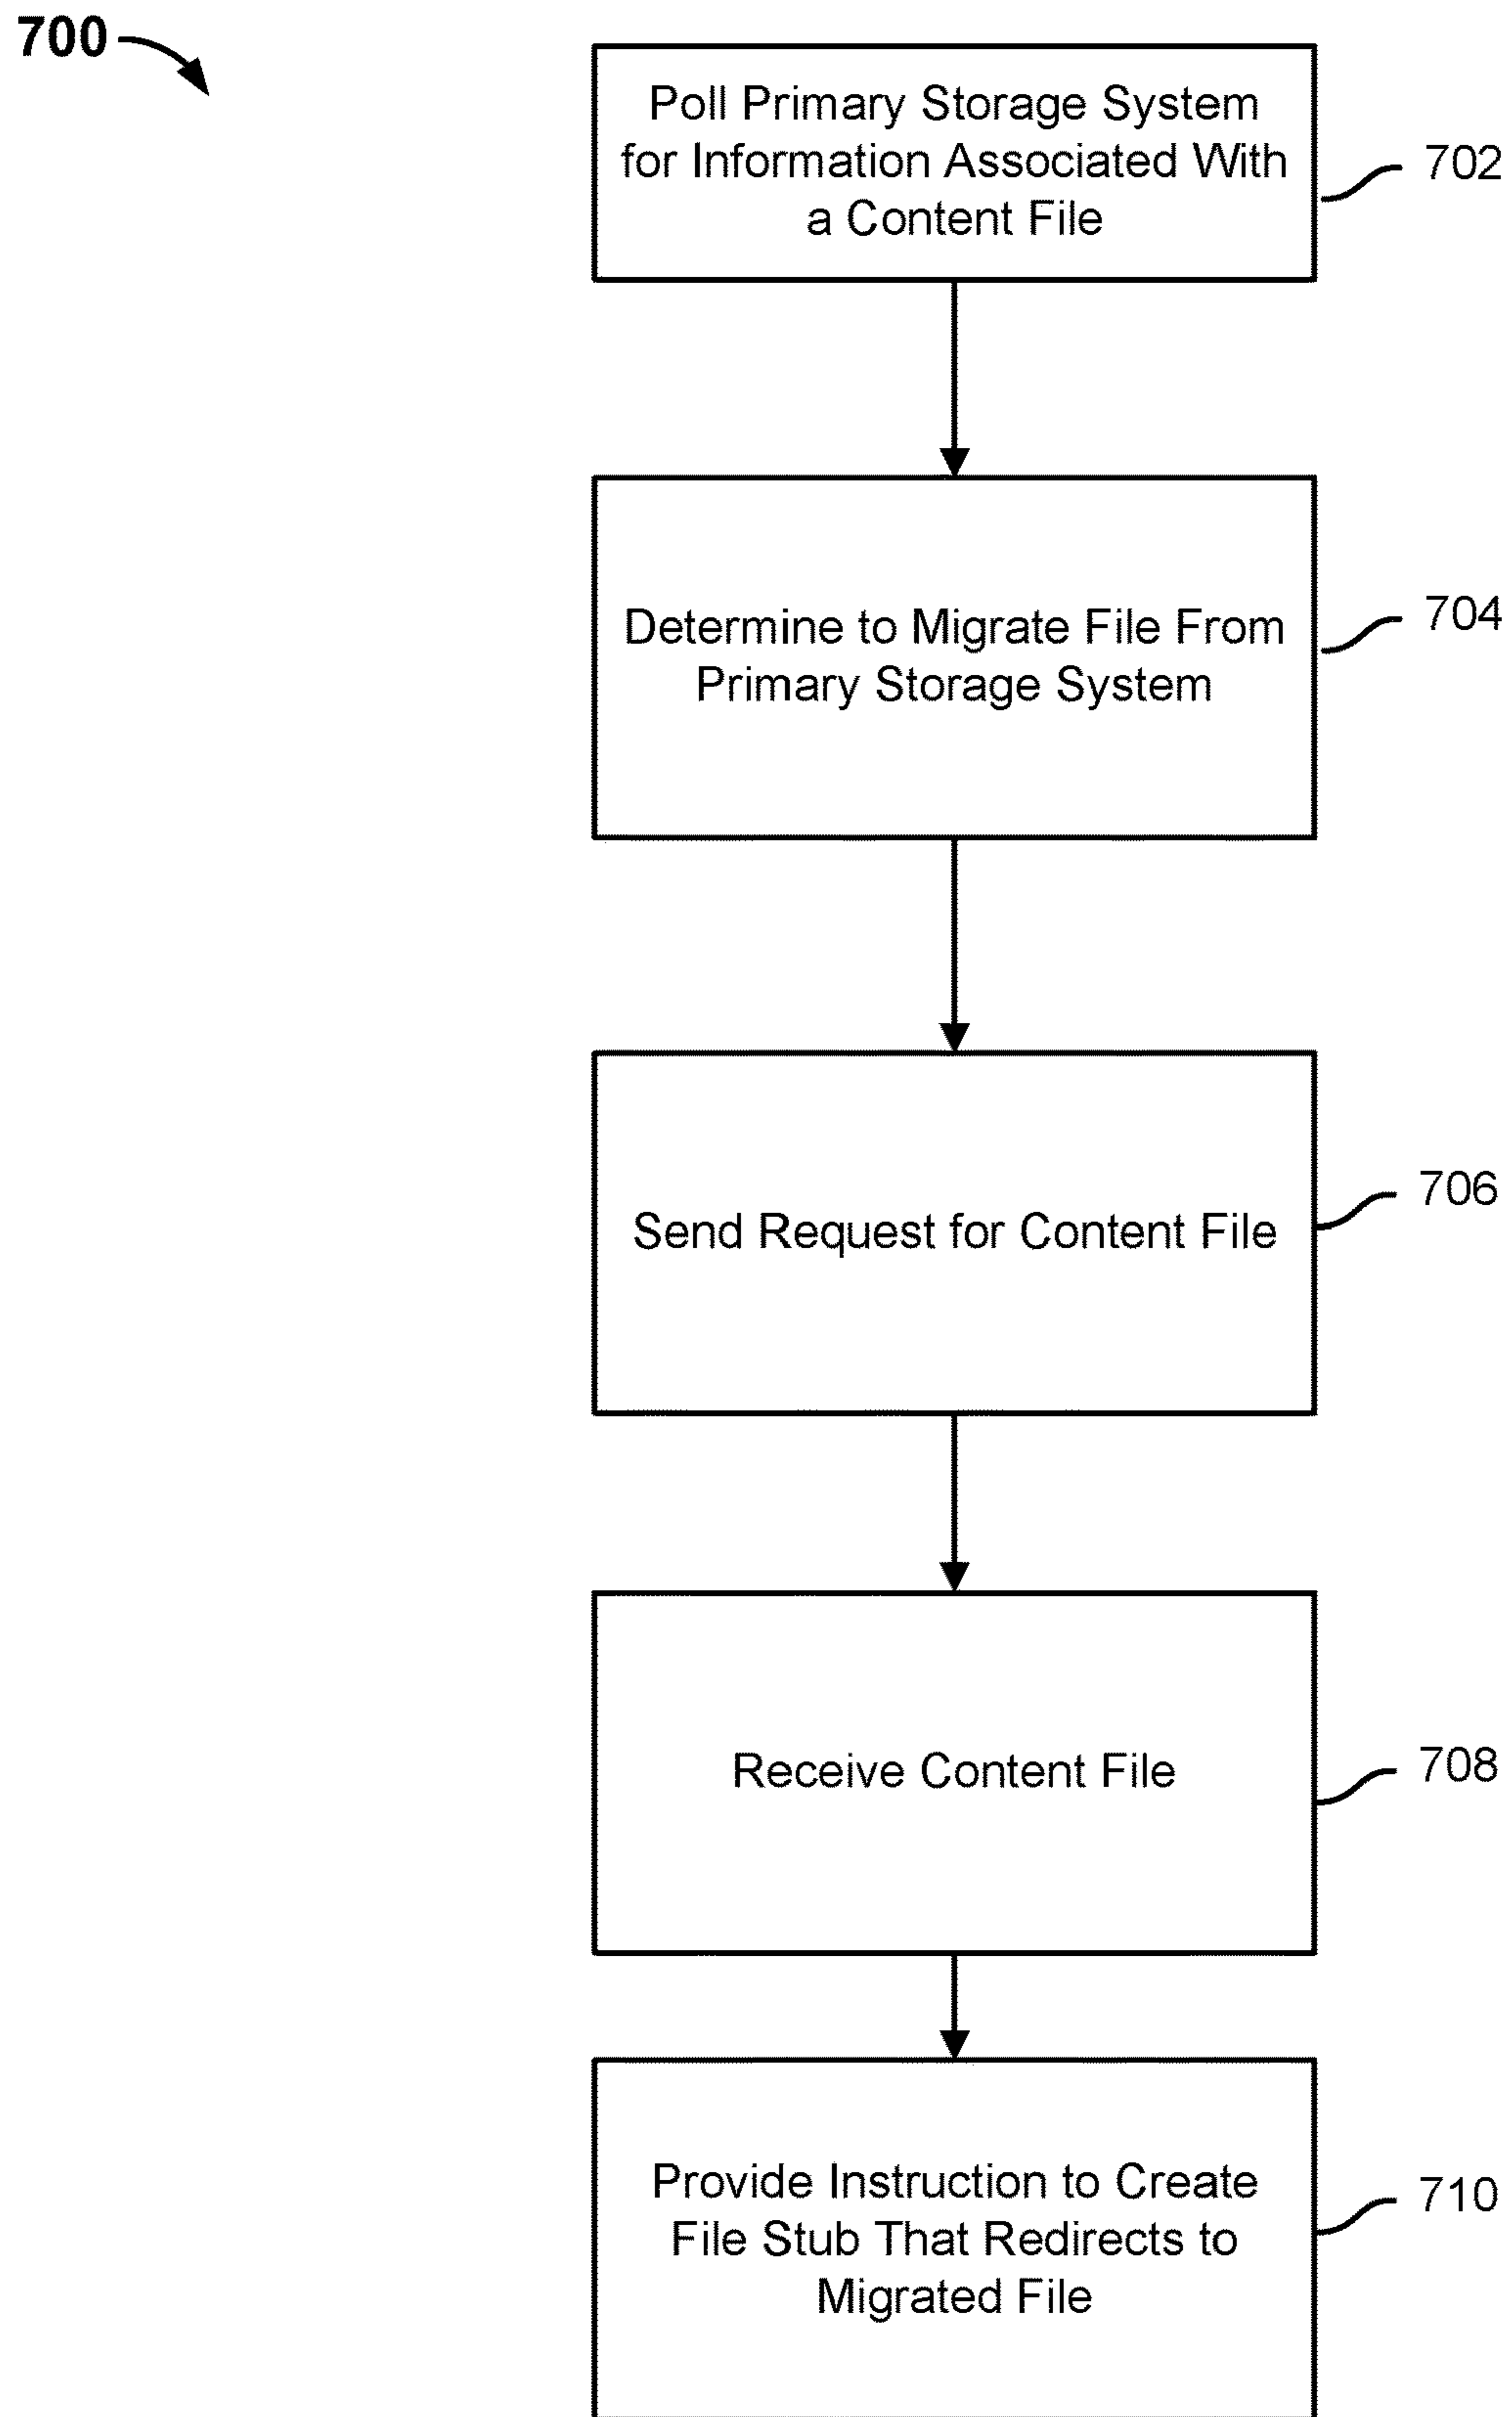 700
Poll Primary Storage System
for Information Associated With
a Content File
702
Determine to Migrate File From
Primary Storage System
704
Send Request for Content File
706
Receive Content File
708
Provide Instruction to Create
File Stub That Redirects to
Migrated File
710